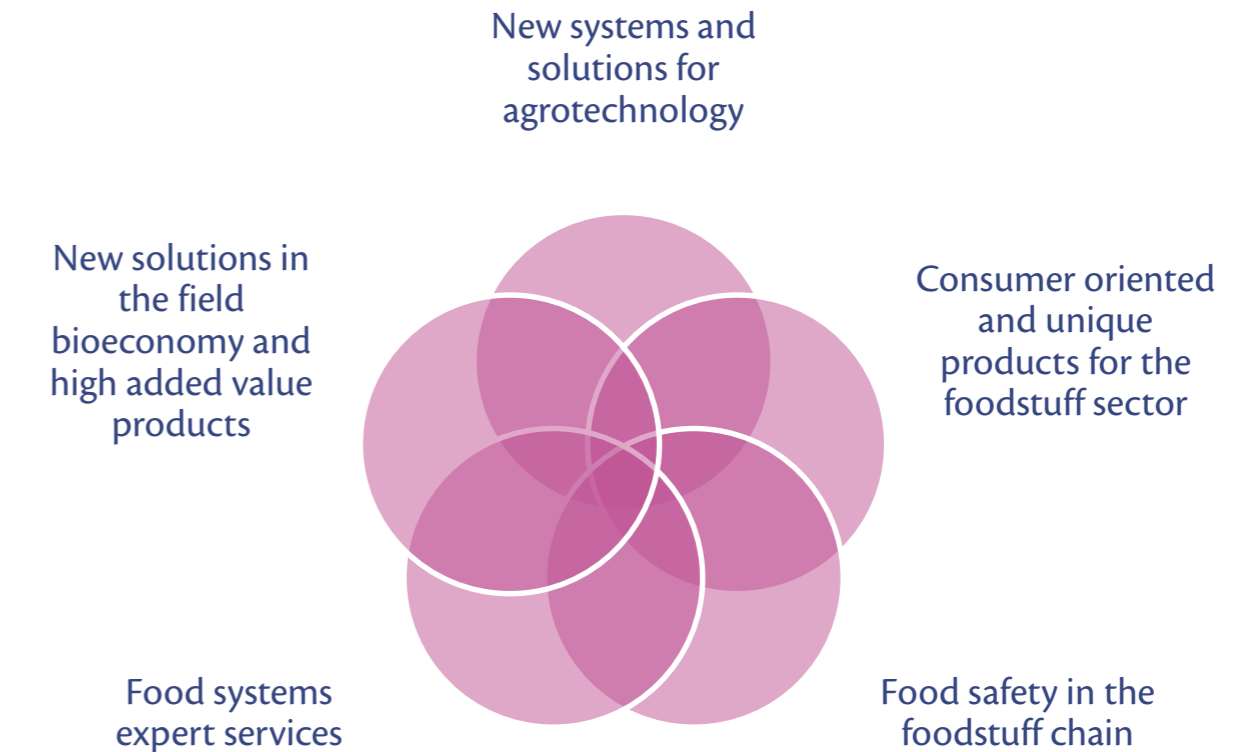 New systems and
solutions for
agrotechnology
New solutions in
the field
bioeconomy and
high added value
products
Consumer oriented
and unique
products for the
foodstuff sector
Food systems
expert services
Food safety in the
foodstuff chain